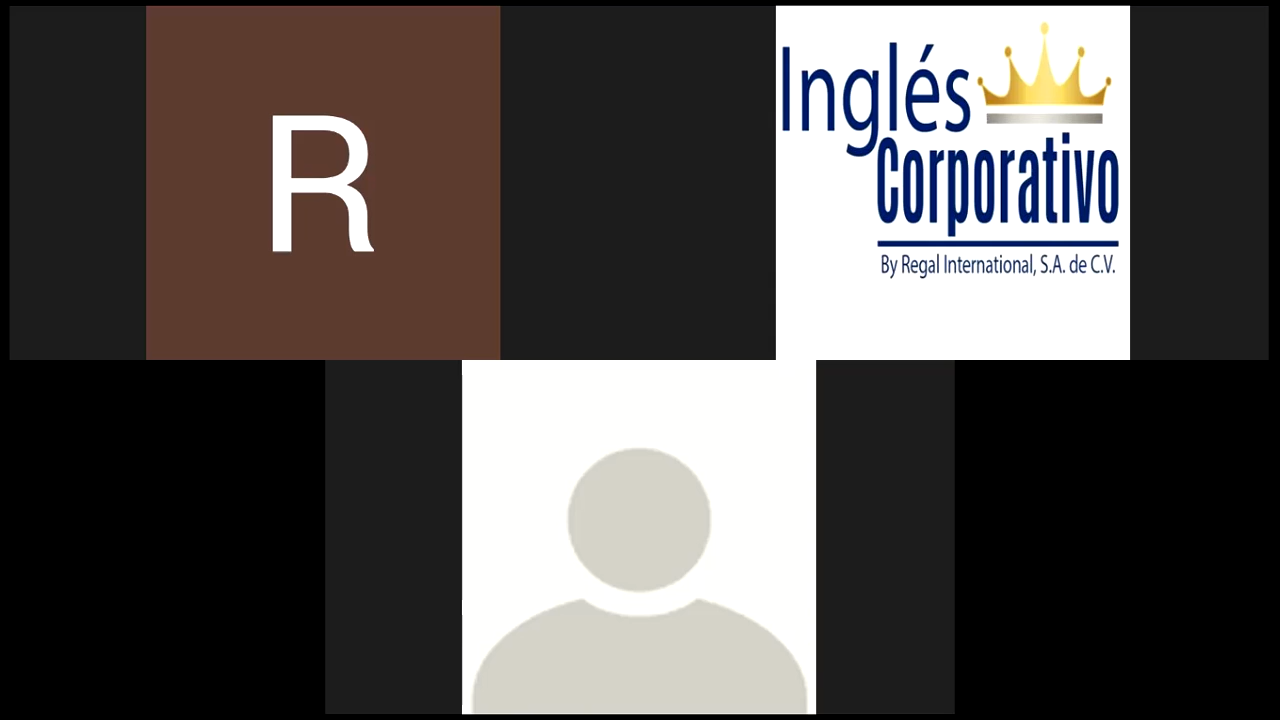 R
Inglés
Corporativo
By Regal International, S.A. de C.V.